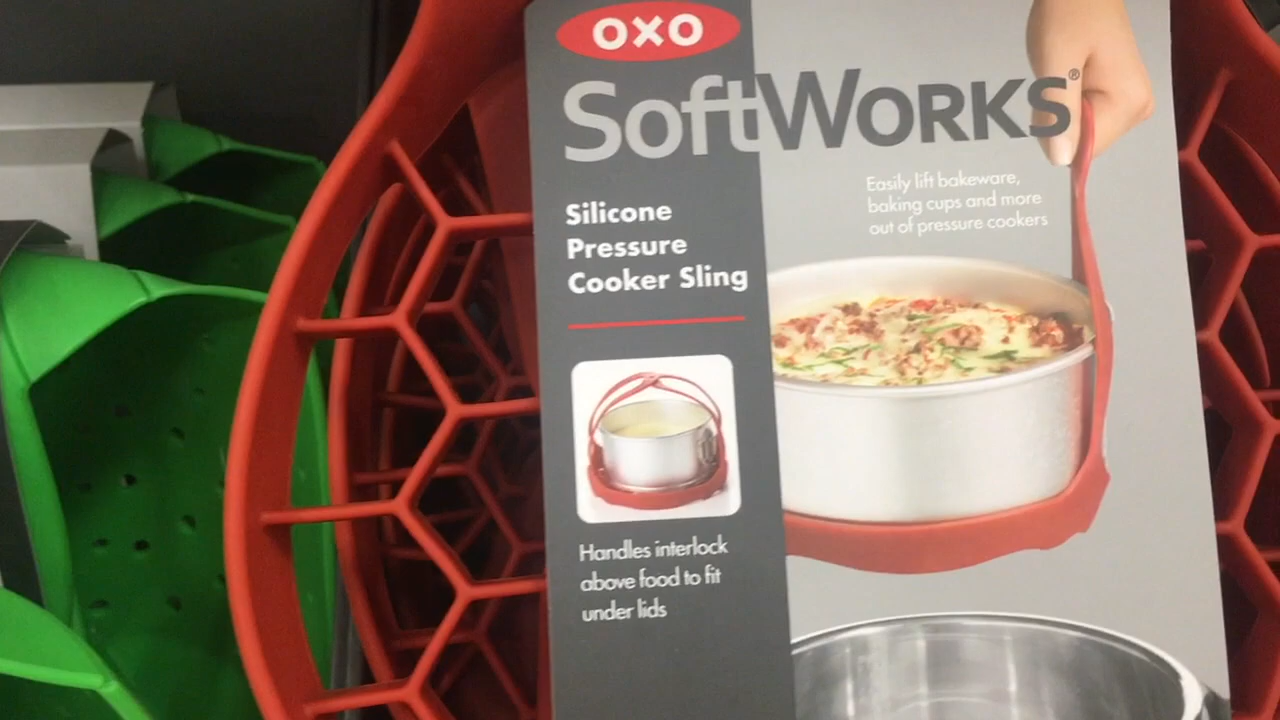 OXO
SoftWORKS®
Silicone
Pressure
Cooker Sling
Easily lift bakeware,
baking cups and more
out of pressure cookers
Handles interlock
above food to fit
under lids